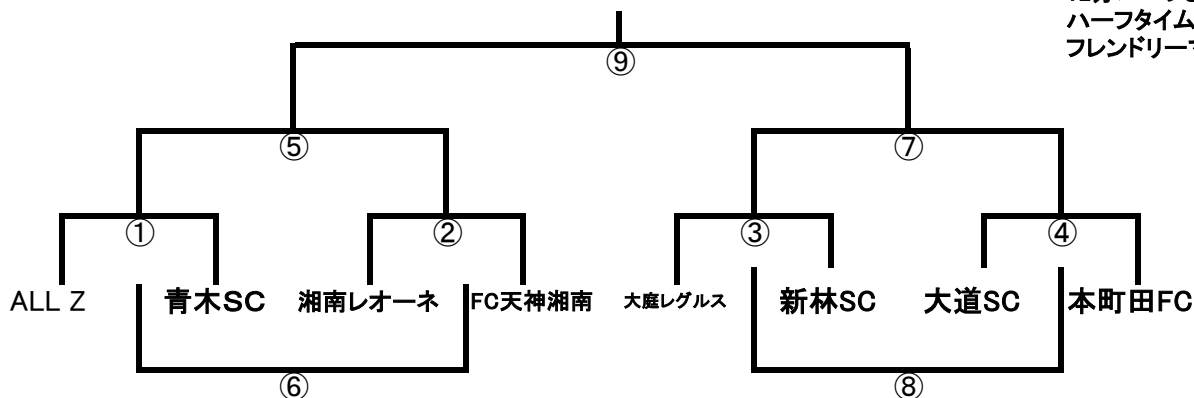 ハーフタイム
フレンドリーマ
⑨
⑤
⑦
①
②
③
④
ALL Z
青木SC
湘南レオーネ
FC天神湘南
大庭レグルス
新林SC
大道SC
本町田FC
⑥
⑧